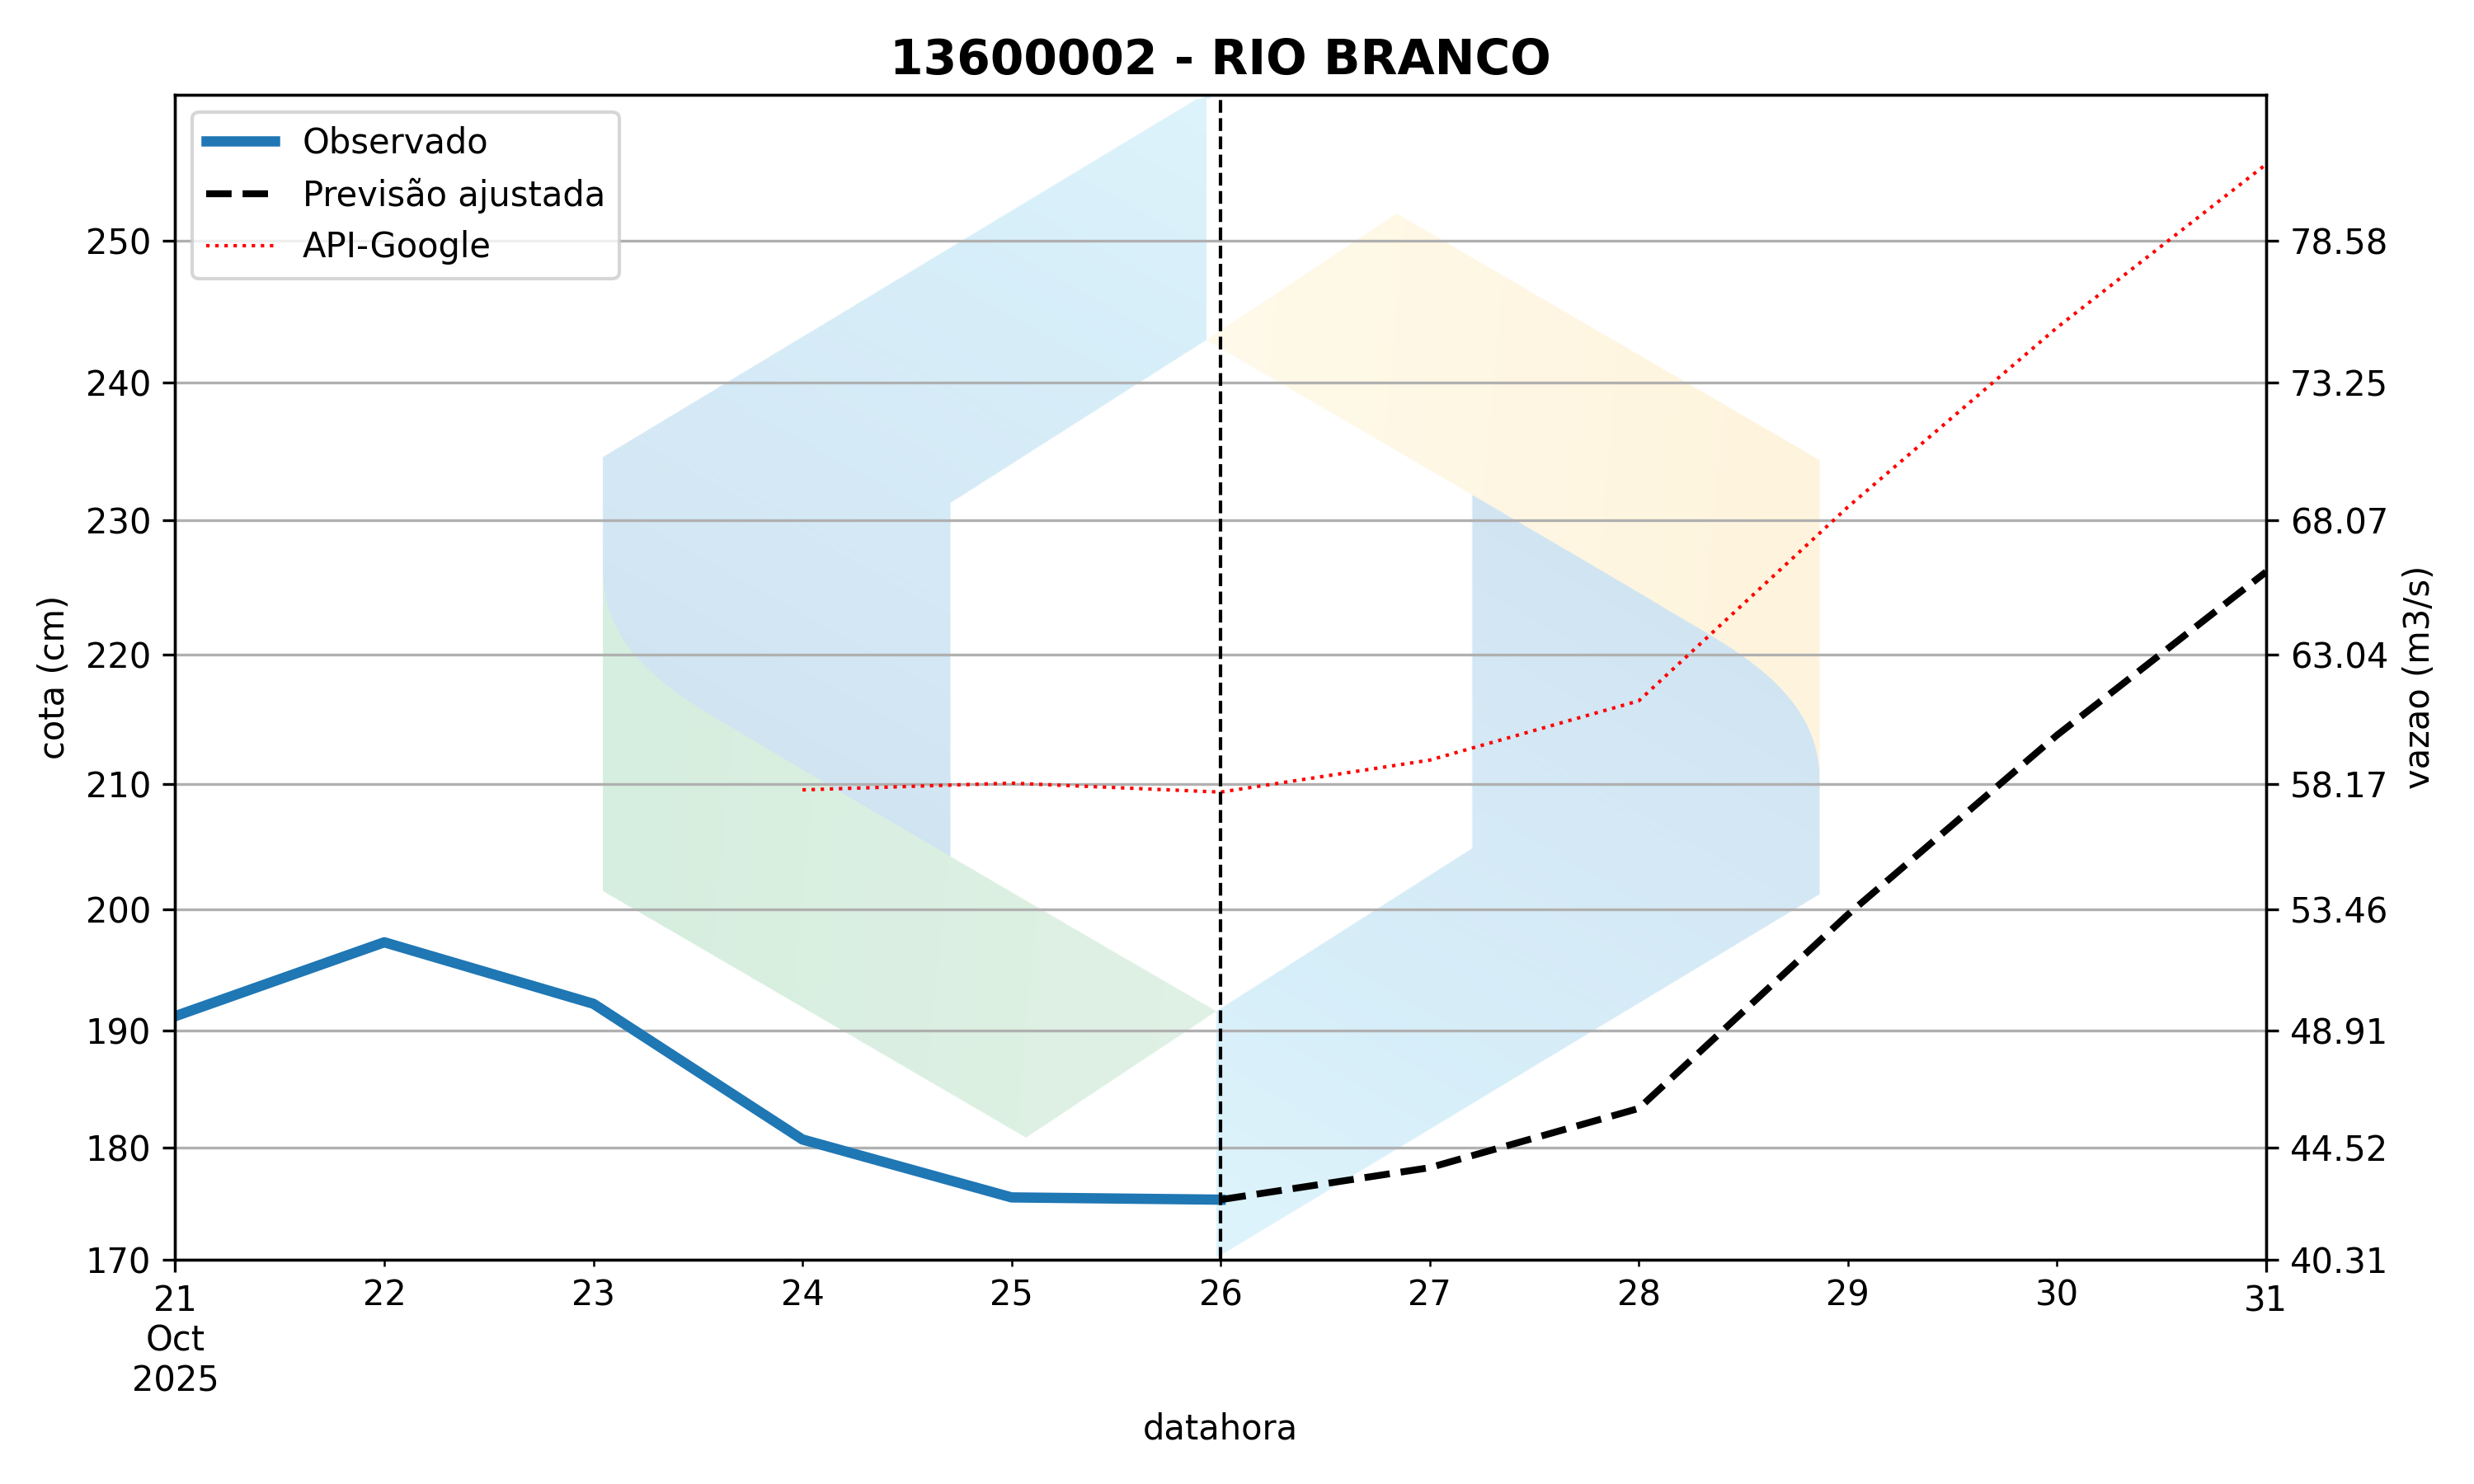 13600002 - RIO BRANCO
Observado
Previsão ajustada
API-Google
cota (cm)
250
240
230
220
210
200
190
180
170
78.58
73.25
68.07
63.04
58.17
53.46
48.91
44.52
40.31
vazao (m3/s)
21 22 23 24 25 26 27 28 29 30 31
Oct
2025
datahora